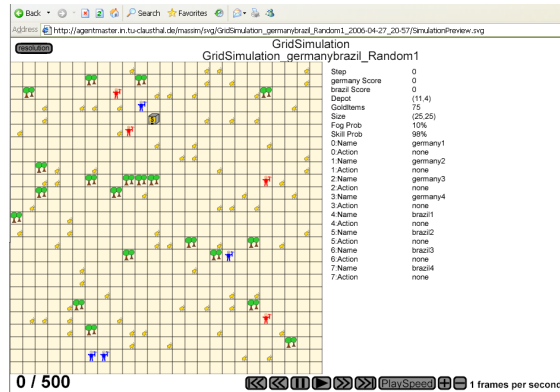 Back
Search
Favorites
Address
http://agentmaster.in.tu-clausthal.de/massim/svg/GridSimulation_germanybrazil_Random1_2006-04-27_20-57/SimulationPreview.svg
resolution
GridSimulation
GridSimulation_germanybrazil_Random1
Step 0
germany Score 0
brazil Score 0
Depot (11,4)
GoldItems 75
Size (25,25)
Fog Prob 10%
Skill Prob 98%
0:Name germany1
0:Action none
1:Name germany2
1:Action none
2:Name germany3
2:Action none
3:Name germany4
3:Action none
4:Name brazil1
4:Action none
5:Name brazil2
5:Action none
6:Name brazil3
6:Action none
7:Name brazil4
7:Action none
0 / 500
PlaySpeed
1 frames per second